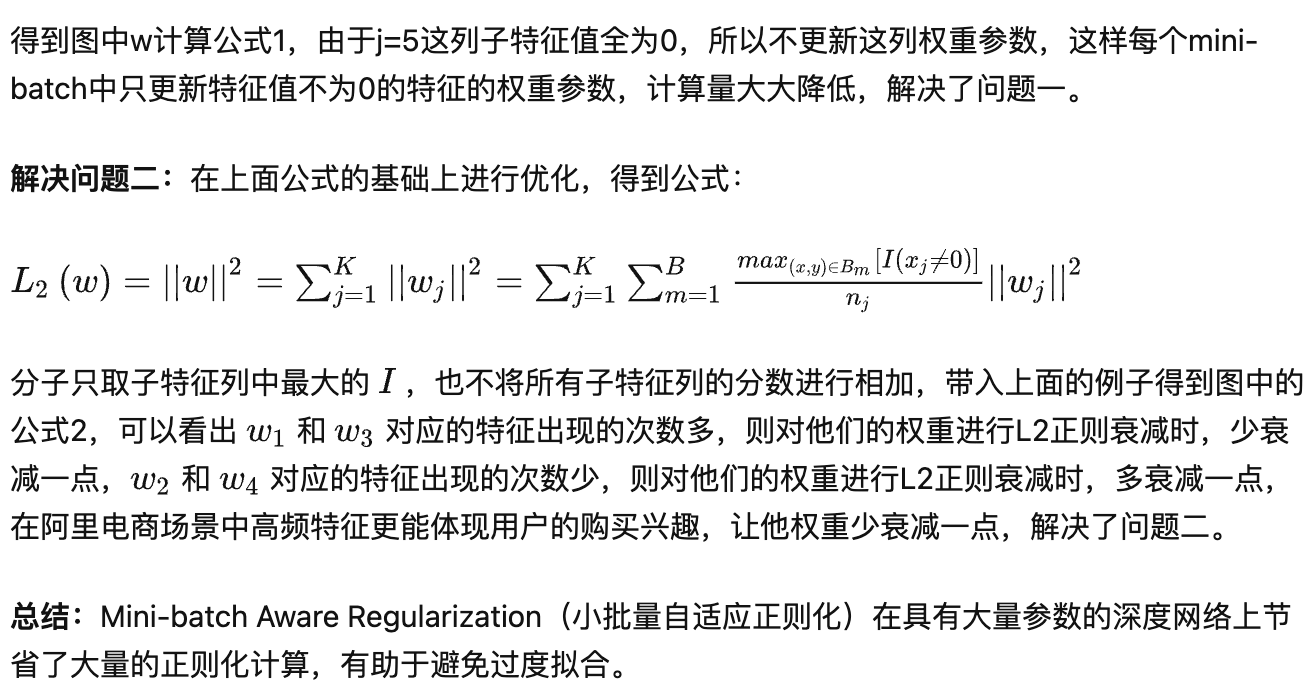 得到图中w计算公式1，由于j=5这列子特征值全为0，所以不更新这列权重参数，这样每个mini-
batch中只更新特征值不为0的特征的权重参数，计算量大大降低，解决了问题一。
解决问题二：在上面公式的基础上进行优化，得到公式：
$L_2(w) = ||w||^2 = \sum_{j=1}^{K} ||w_j||^2 = \sum_{j=1}^{K} \sum_{m=1}^{B} \frac{max_{(x,y)\in B_m}[I(x_j \neq 0)]}{n_j} ||w_j||^2$
分子只取子特征列中最大的 $I$ ，也不将所有子特征列的分数进行相加，带入上面的例子得到图中的
公式2，可以看出 $w_1$ 和 $w_3$ 对应的特征出现的次数多，则对他们的权重进行L2正则衰减时，少衰
减一点，$w_2$ 和 $w_4$ 对应的特征出现的次数少，则对他们的权重进行L2正则衰减时，多衰减一点，
在阿里电商场景中高频特征更能体现用户的购买兴趣，让他权重少衰减一点，解决了问题二。
总结：Mini-batch Aware Regularization（小批量自适应正则化）在具有大量参数的深度网络上节
省了大量的正则化计算，有助于避免过度拟合。